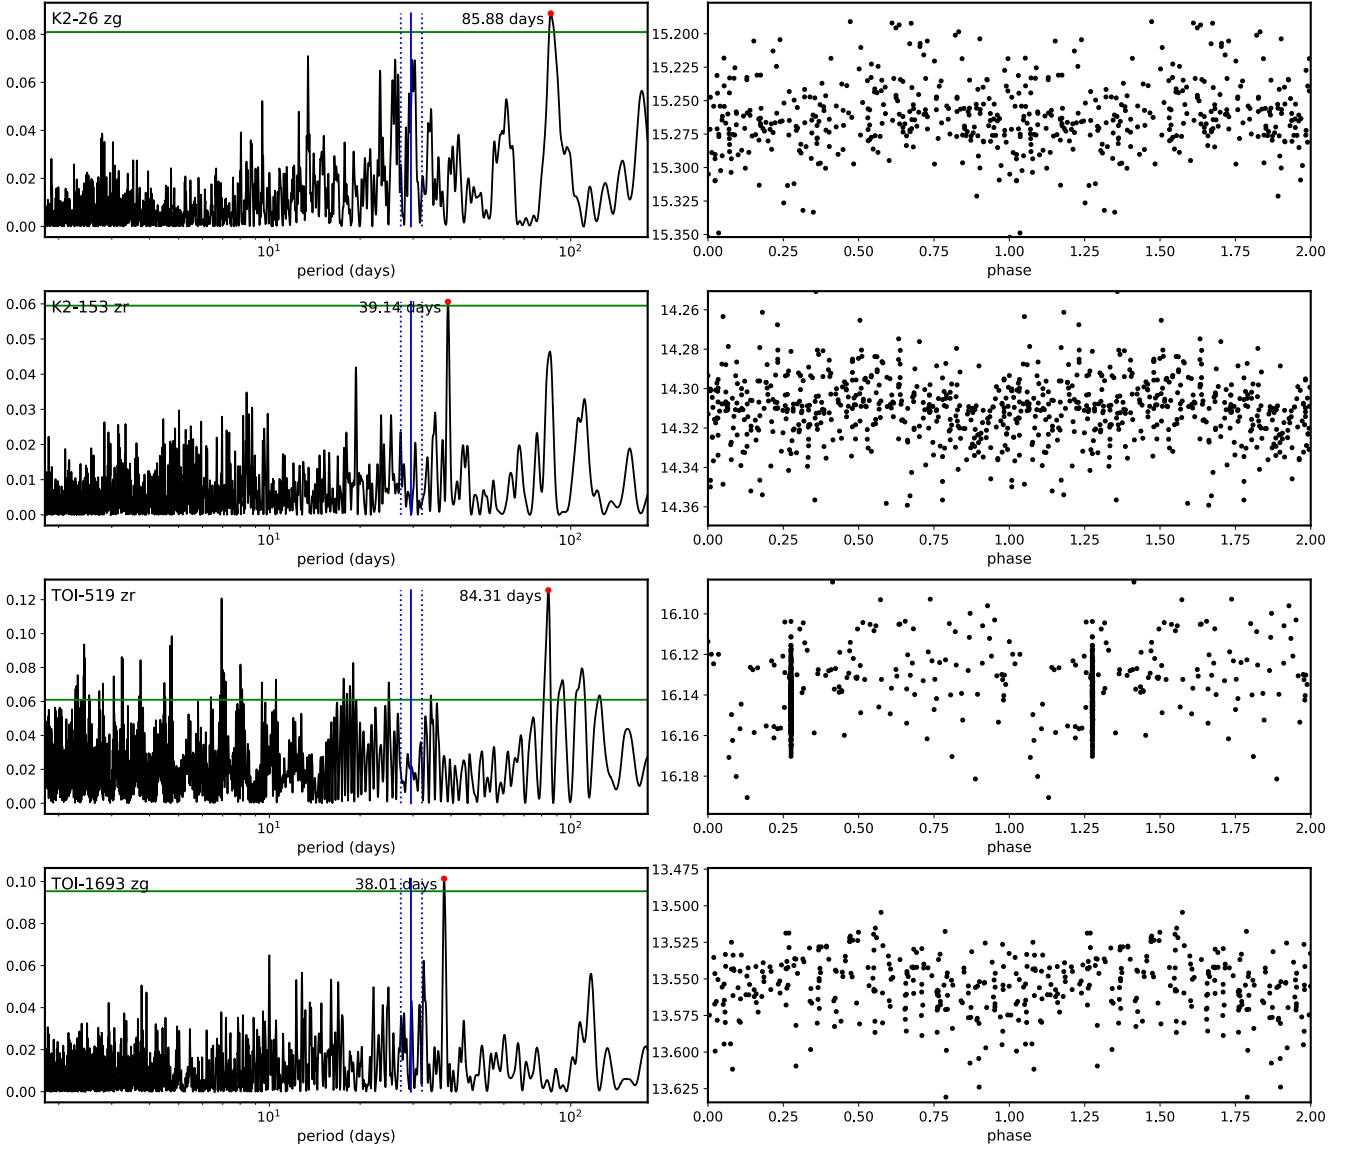 K2-26 zg
85.88 days
0.08
0.06
0.04
0.02
0.00
10¹ 10²
period (days)
15.200
15.225
15.250
15.275
15.300
15.325
15.350
0.00 0.25 0.50 0.75 1.00 1.25 1.50 1.75 2.00
phase
K2-153 zr
39.14 days
0.06
0.05
0.04
0.03
0.02
0.01
0.00
10¹ 10²
period (days)
14.26
14.28
14.30
14.32
14.34
14.36
0.00 0.25 0.50 0.75 1.00 1.25 1.50 1.75 2.00
phase
TOI-519 zr
84.31 days
0.12
0.10
0.08
0.06
0.04
0.02
0.00
10¹ 10²
period (days)
16.10
16.12
16.14
16.16
16.18
0.00 0.25 0.50 0.75 1.00 1.25 1.50 1.75 2.00
phase
TOI-1693 zg
38.01 days
0.10
0.08
0.06
0.04
0.02
0.00
10¹ 10²
period (days)
13.475
13.500
13.525
13.550
13.575
13.600
13.625
0.00 0.25 0.50 0.75 1.00 1.25 1.50 1.75 2.00
phase